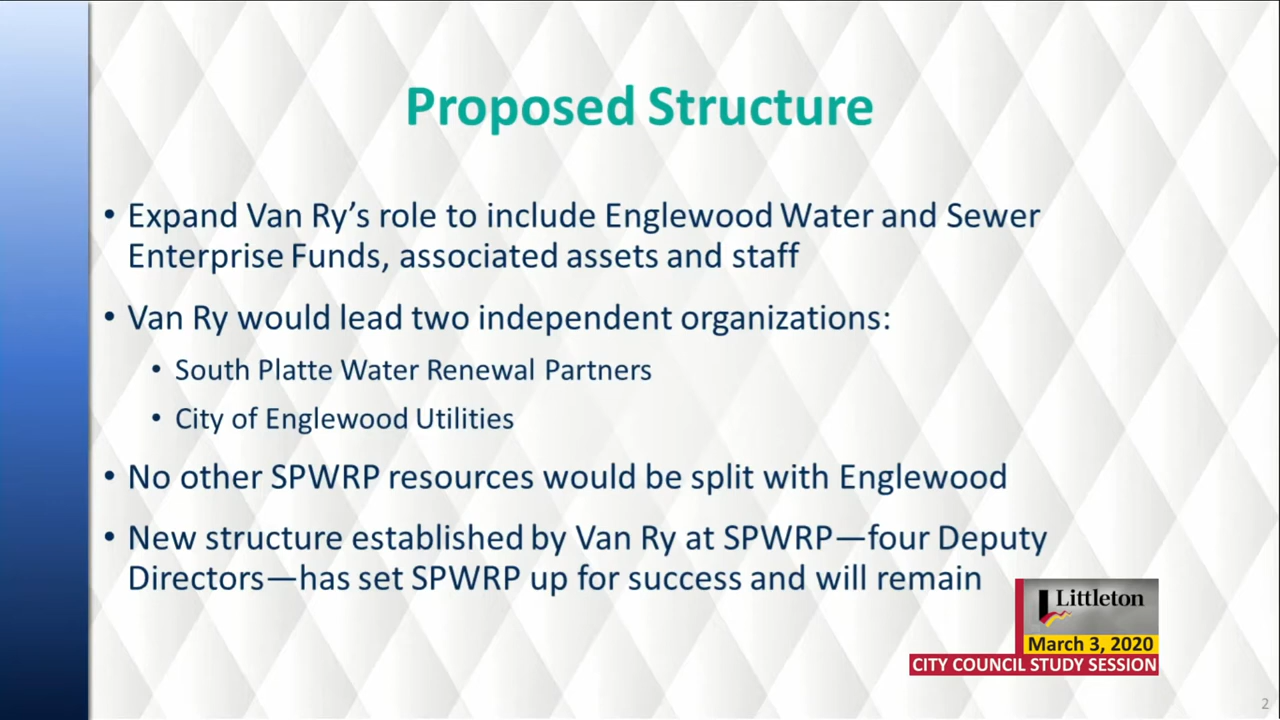 Proposed Structure
• Expand Van Ry’s role to include Englewood Water and Sewer
Enterprise Funds, associated assets and staff
• Van Ry would lead two independent organizations:
• South Platte Water Renewal Partners
• City of Englewood Utilities
• No other SPWRP resources would be split with Englewood
• New structure established by Van Ry at SPWRP—four Deputy
Directors—has set SPWRP up for success and will remain
Littleton
March 3, 2020
CITY COUNCIL STUDY SESSION
2